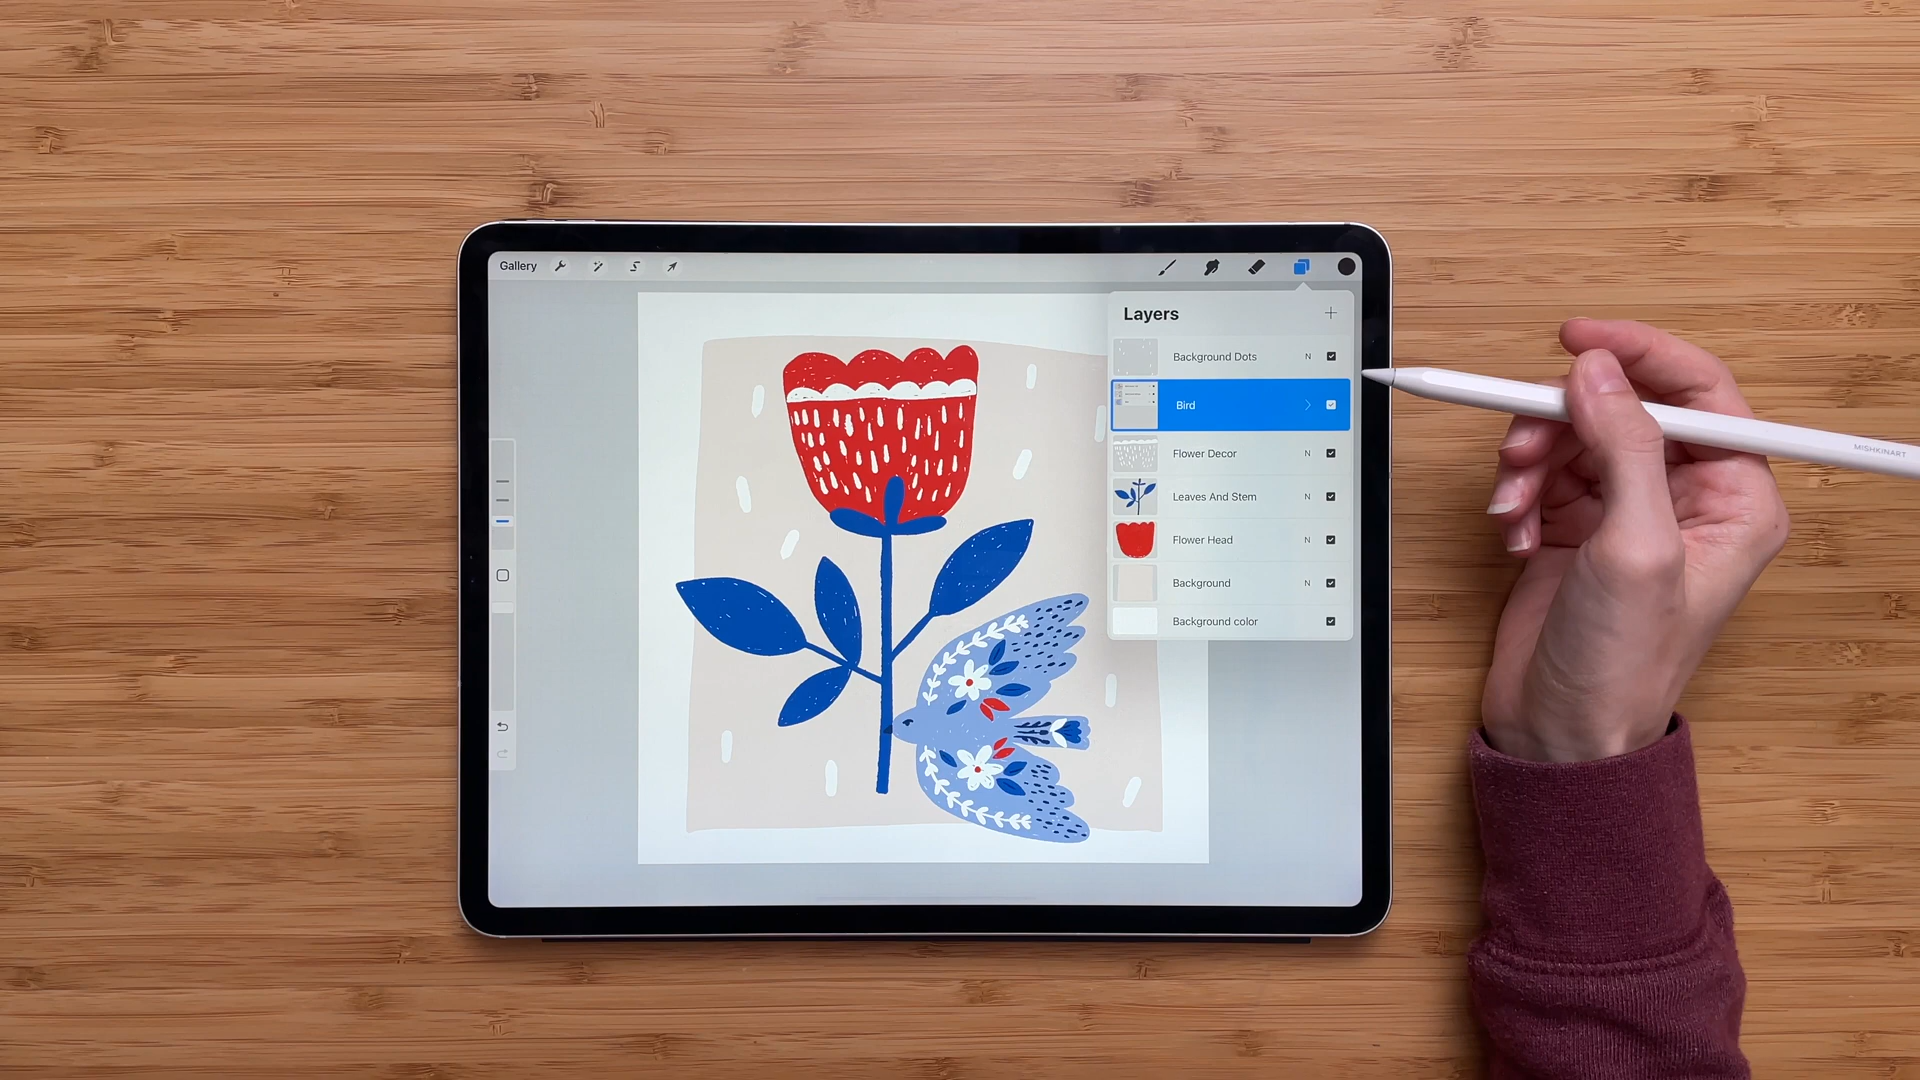 Gallery
Layers
Background Dots N
Bird
Flower Decor N
Leaves And Stem N
Flower Head N
Background N
Background color
MISHKINART